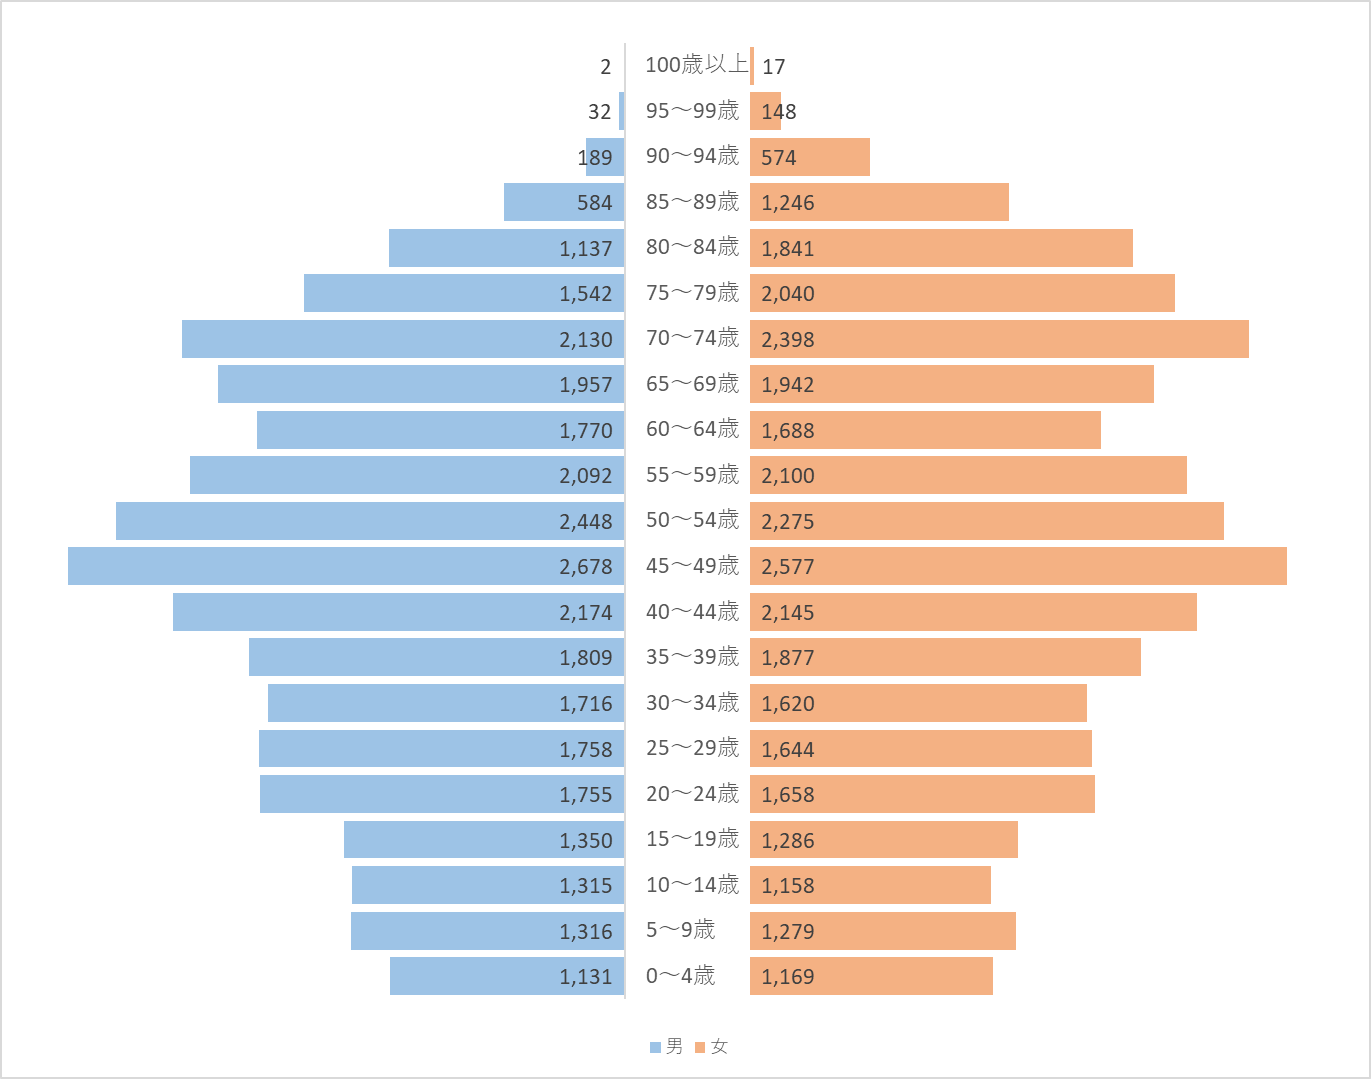 2 100歳以上 17
32 95～99歳 148
189 90～94歳 574
584 85～89歳 1,246
1,137 80～84歳 1,841
1,542 75～79歳 2,040
2,130 70～74歳 2,398
1,957 65～69歳 1,942
1,770 60～64歳 1,688
2,092 55～59歳 2,100
2,448 50～54歳 2,275
2,678 45～49歳 2,577
2,174 40～44歳 2,145
1,809 35～39歳 1,877
1,716 30～34歳 1,620
1,758 25～29歳 1,644
1,755 20～24歳 1,658
1,350 15～19歳 1,286
1,315 10～14歳 1,158
1,316 5～9歳 1,279
1,131 0～4歳 1,169
男 女